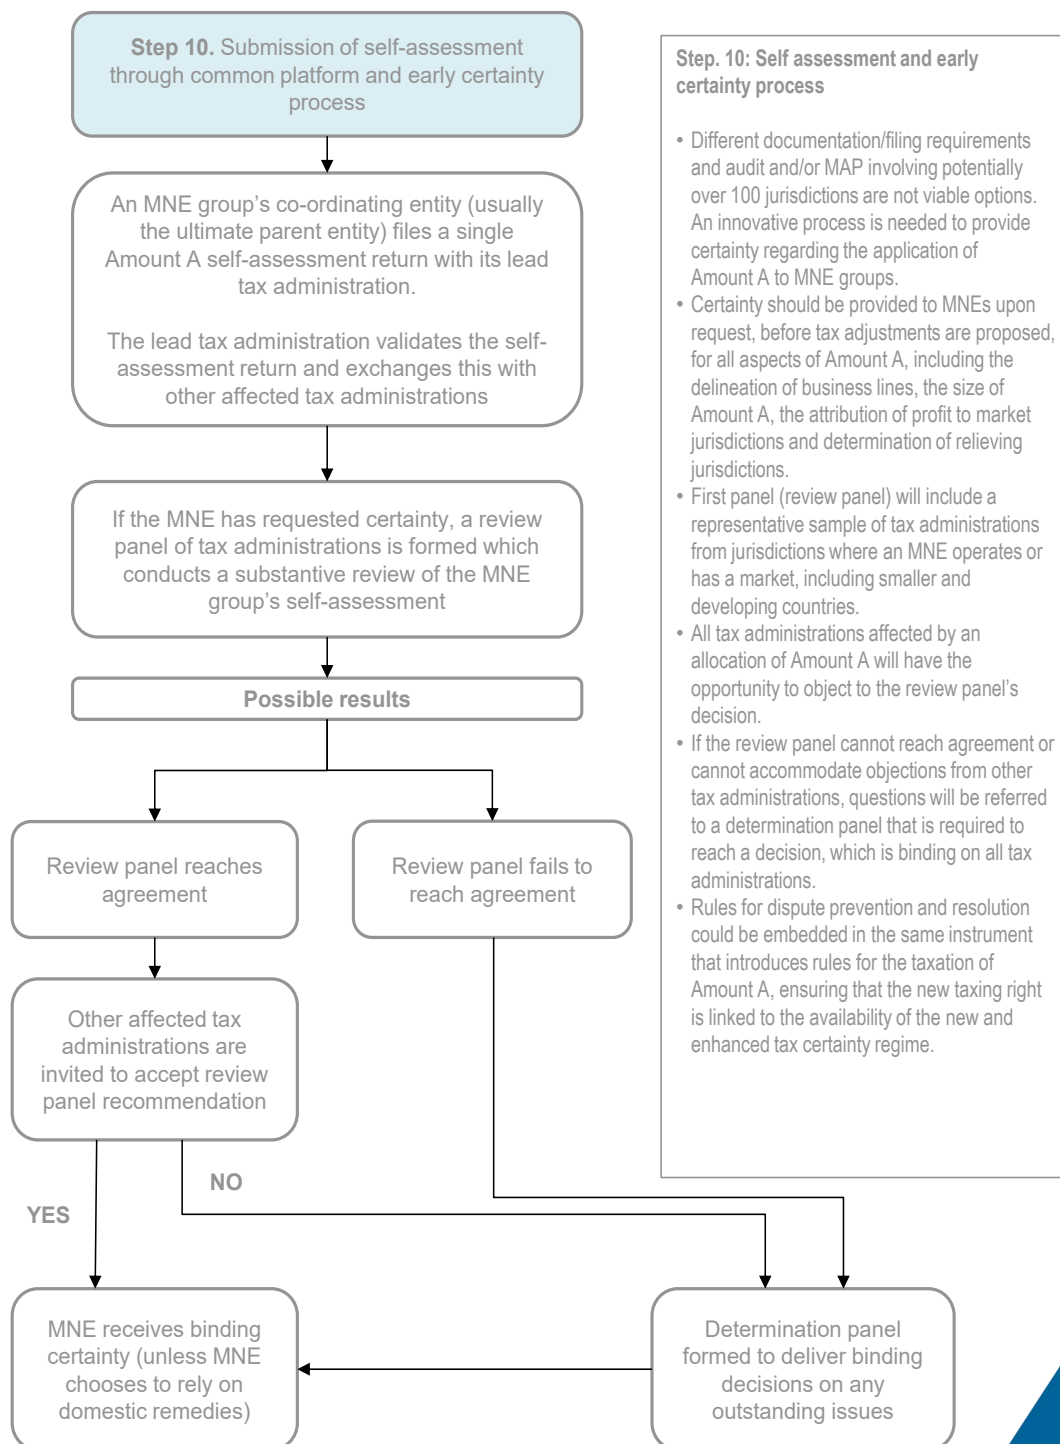 Step 10. Submission of self-assessment
through common platform and early certainty
process
An MNE group’s co-ordinating entity (usually
the ultimate parent entity) files a single
Amount A self-assessment return with its lead
tax administration.
The lead tax administration validates the self-
assessment return and exchanges this with
other affected tax administrations
If the MNE has requested certainty, a review
panel of tax administrations is formed which
conducts a substantive review of the MNE
group’s self-assessment
Possible results
Review panel reaches
agreement
Review panel fails to
reach agreement
Other affected tax
administrations are
invited to accept review
panel recommendation
YES
NO
MNE receives binding
certainty (unless MNE
chooses to rely on
domestic remedies)
Determination panel
formed to deliver binding
decisions on any
outstanding issues
Step. 10: Self assessment and early
certainty process
• Different documentation/filing requirements
and audit and/or MAP involving potentially
over 100 jurisdictions are not viable options.
An innovative process is needed to provide
certainty regarding the application of
Amount A to MNE groups.
• Certainty should be provided to MNEs upon
request, before tax adjustments are proposed,
for all aspects of Amount A, including the
delineation of business lines, the size of
Amount A, the attribution of profit to market
jurisdictions and determination of relieving
jurisdictions.
• First panel (review panel) will include a
representative sample of tax administrations
from jurisdictions where an MNE operates or
has a market, including smaller and
developing countries.
• All tax administrations affected by an
allocation of Amount A will have the
opportunity to object to the review panel’s
decision.
• If the review panel cannot reach agreement or
cannot accommodate objections from other
tax administrations, questions will be referred
to a determination panel that is required to
reach a decision, which is binding on all tax
administrations.
• Rules for dispute prevention and resolution
could be embedded in the same instrument
that introduces rules for the taxation of
Amount A, ensuring that the new taxing right
is linked to the availability of the new and
enhanced tax certainty regime.